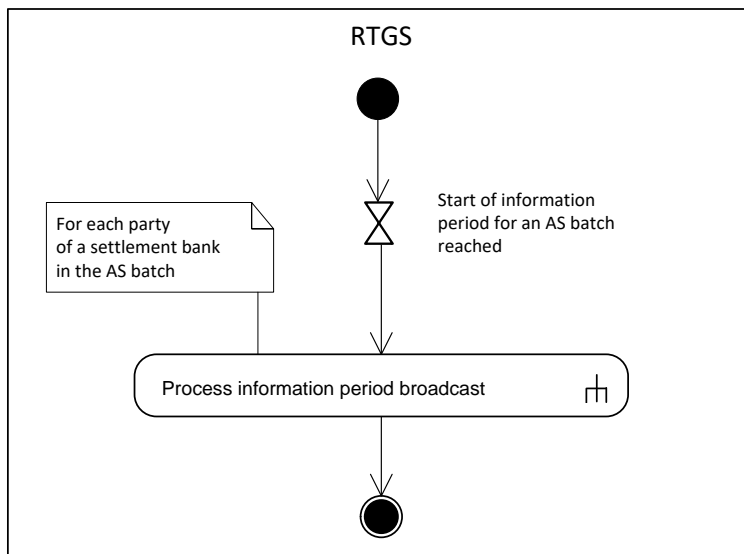 RTGS
Start of information
period for an AS batch
reached
For each party
of a settlement bank
in the AS batch
Process information period broadcast